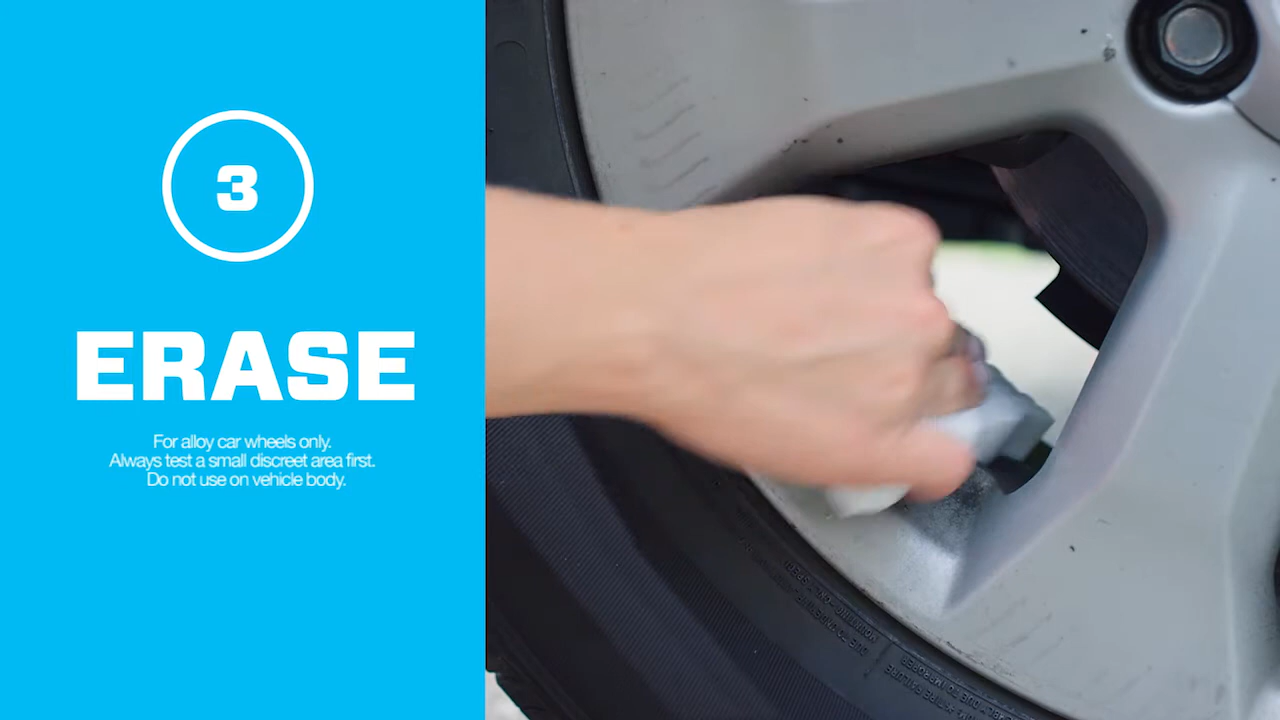 3
ERASE
For alloy car wheels only.
Always test a small discreet area first.
Do not use on vehicle body.